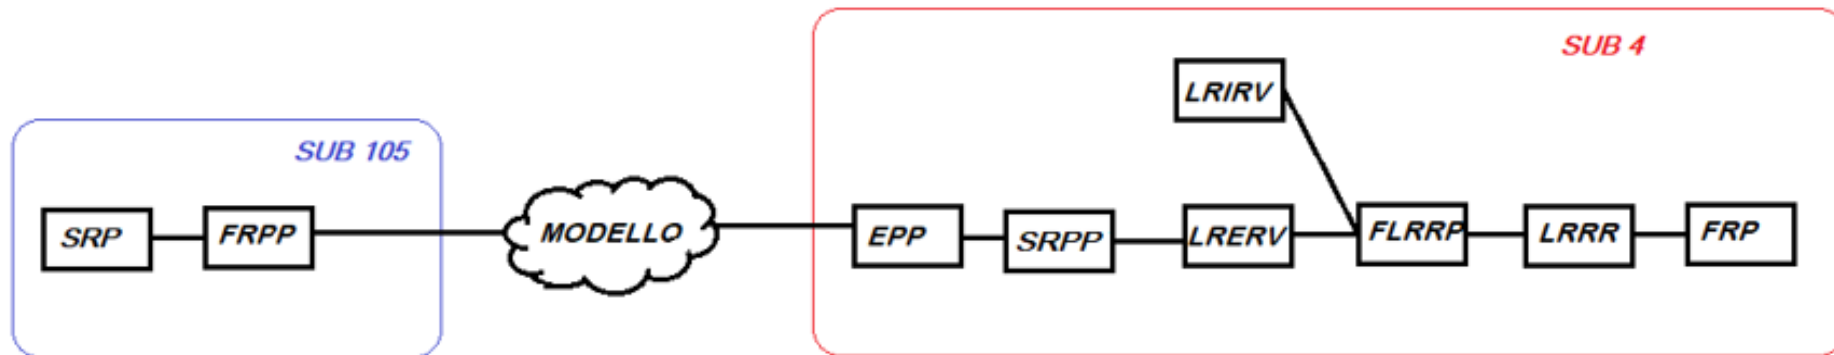 SUB 4
LRIRV
SUB 105
SRP
FRPP
MODELLO
EPP
SRPP
LRERV
FLRRP
LRRR
FRP